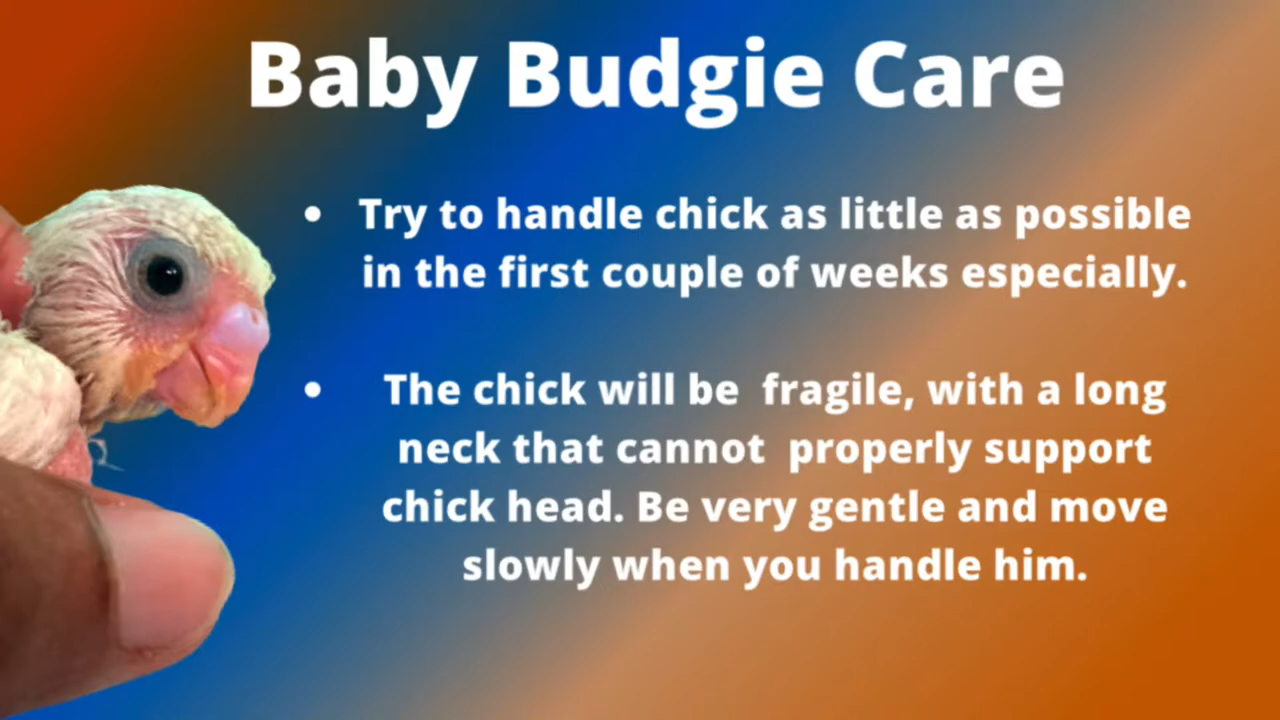 Baby Budgie Care
• Try to handle chick as little as possible
in the first couple of weeks especially.
• The chick will be fragile, with a long
neck that cannot properly support
chick head. Be very gentle and move
slowly when you handle him.